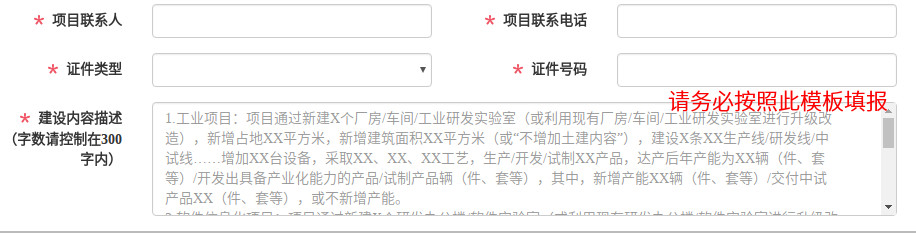 * 项目联系人
* 项目联系电话
* 证件类型
* 证件号码
请务必按照此模板填报
* 建设内容描述
（字数请控制在300
字内）
1.工业项目：项目通过新建X个厂房/车间/工业研发实验室（或利用现有厂房/车间/工业研发实验室进行升级改
造），新增占地XX平方米，新增建筑面积XX平方米（或“不增加土建内容”），建设X条XX生产线/研发线/中
试线……增加XX台设备，采取XX、XX、XX工艺，生产/开发/试制XX产品，达产后年产能为XX辆（件、套
等）/开发出具备产业化能力的产品/试制产品辆（件、套等），其中，新增产能XX辆（件、套等）/交付中试
产品XX（件、套等），或不新增产能。